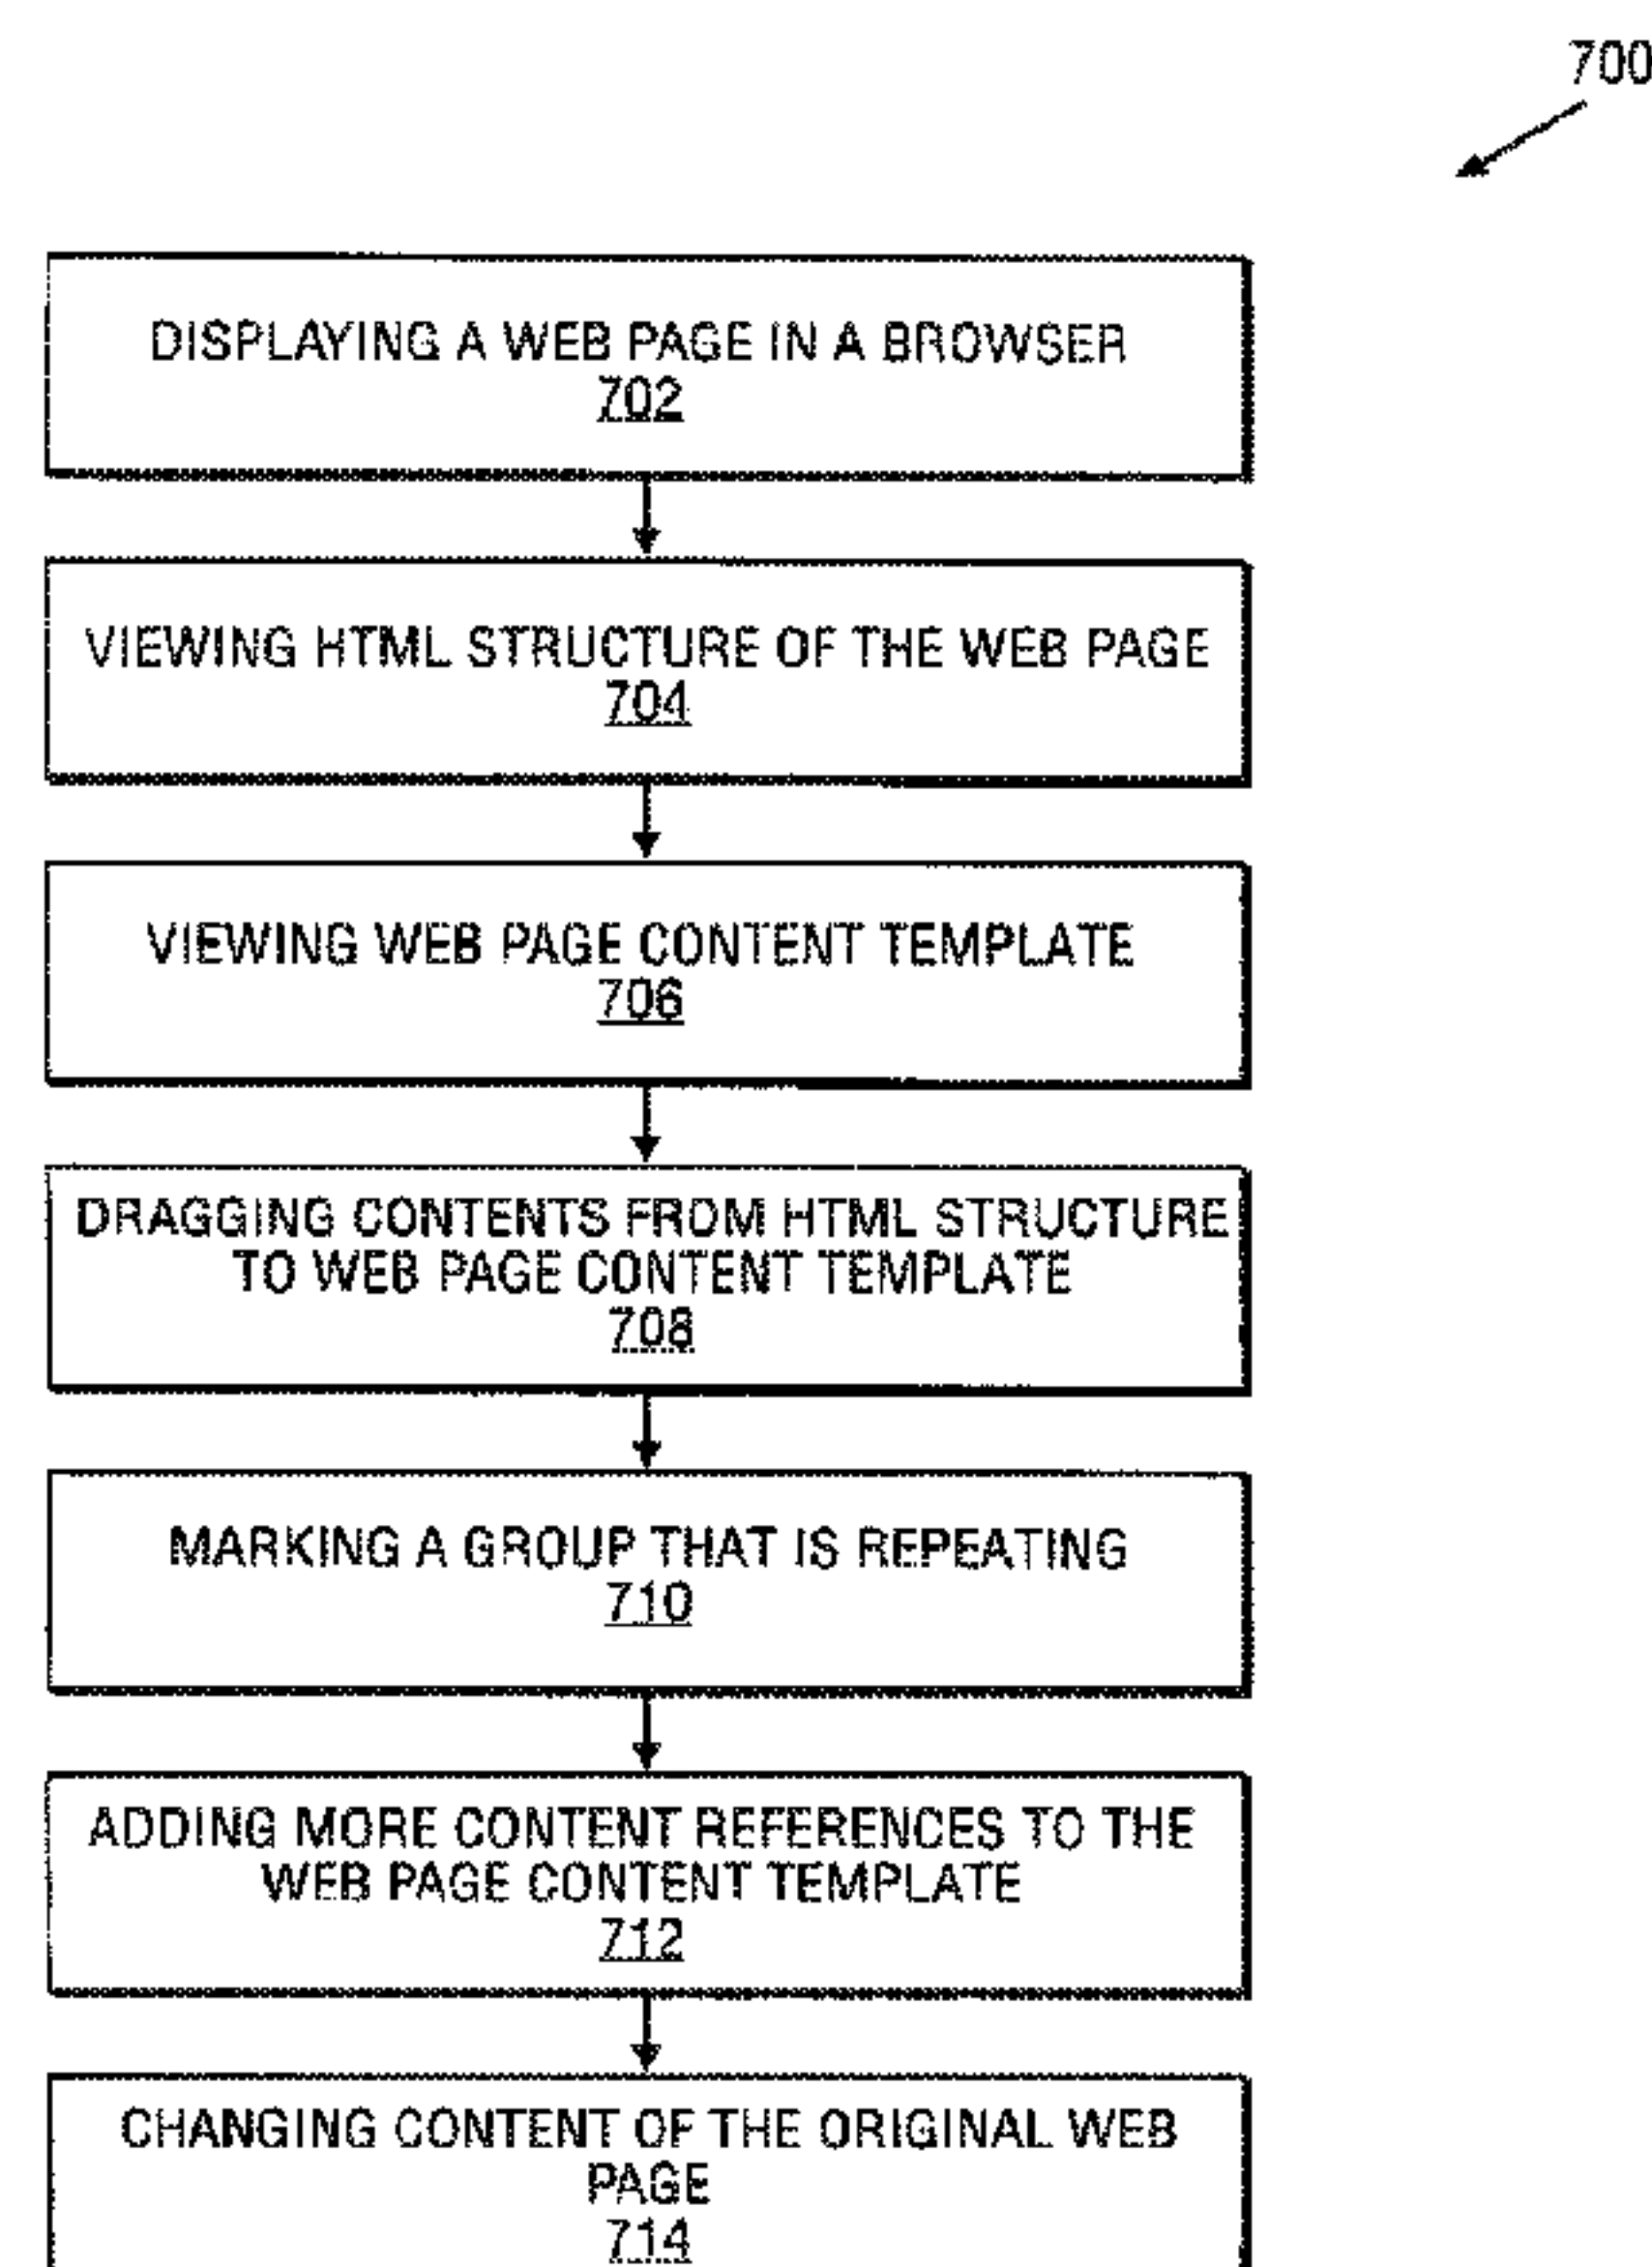 700
DISPLAYING A WEB PAGE IN A BROWSER
702
VIEWING HTML STRUCTURE OF THE WEB PAGE
704
VIEWING WEB PAGE CONTENT TEMPLATE
706
DRAGGING CONTENTS FROM HTML STRUCTURE
TO WEB PAGE CONTENT TEMPLATE
708
MARKING A GROUP THAT IS REPEATING
710
ADDING MORE CONTENT REFERENCES TO THE
WEB PAGE CONTENT TEMPLATE
712
CHANGING CONTENT OF THE ORIGINAL WEB
PAGE
714